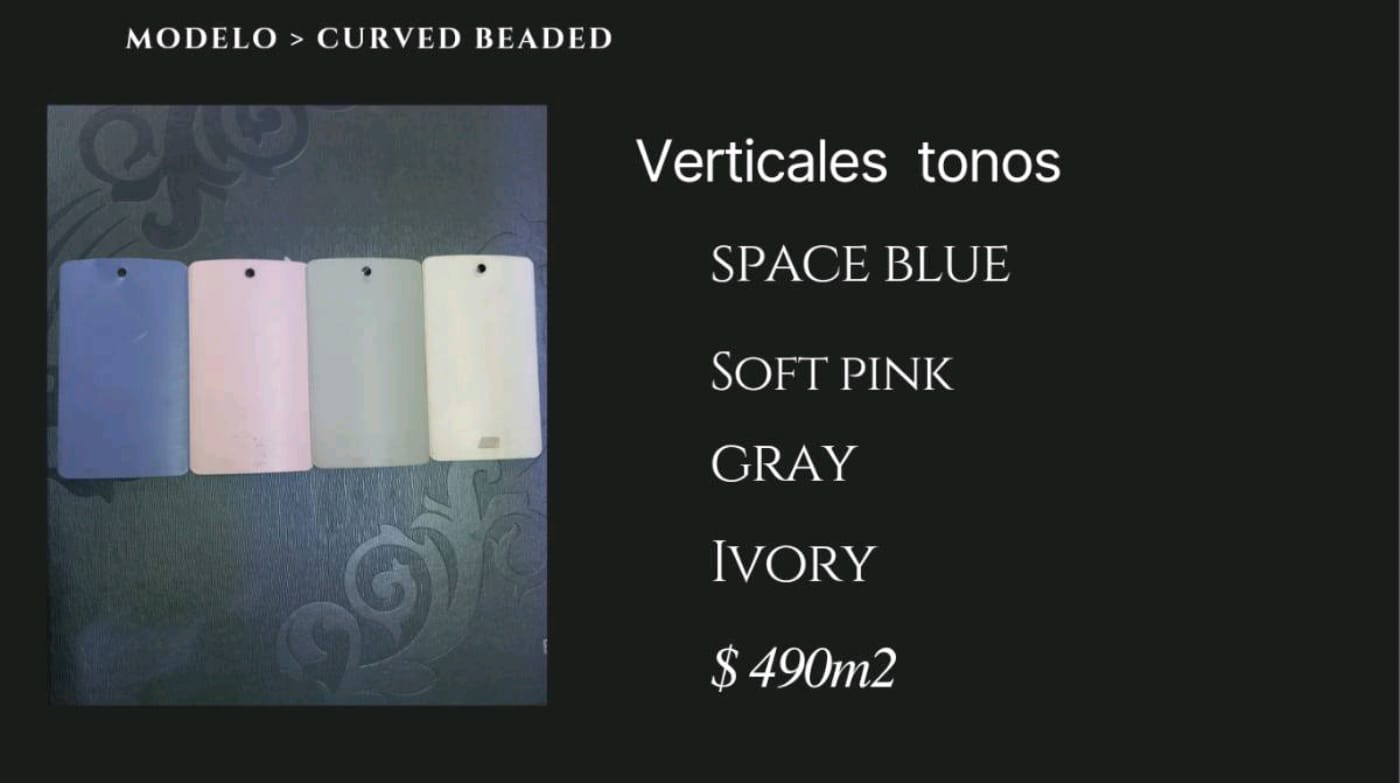 MODELO > CURVED BEADED
Verticales tonos
SPACE BLUE
SOFT PINK
GRAY
IVORY
$ 490m2